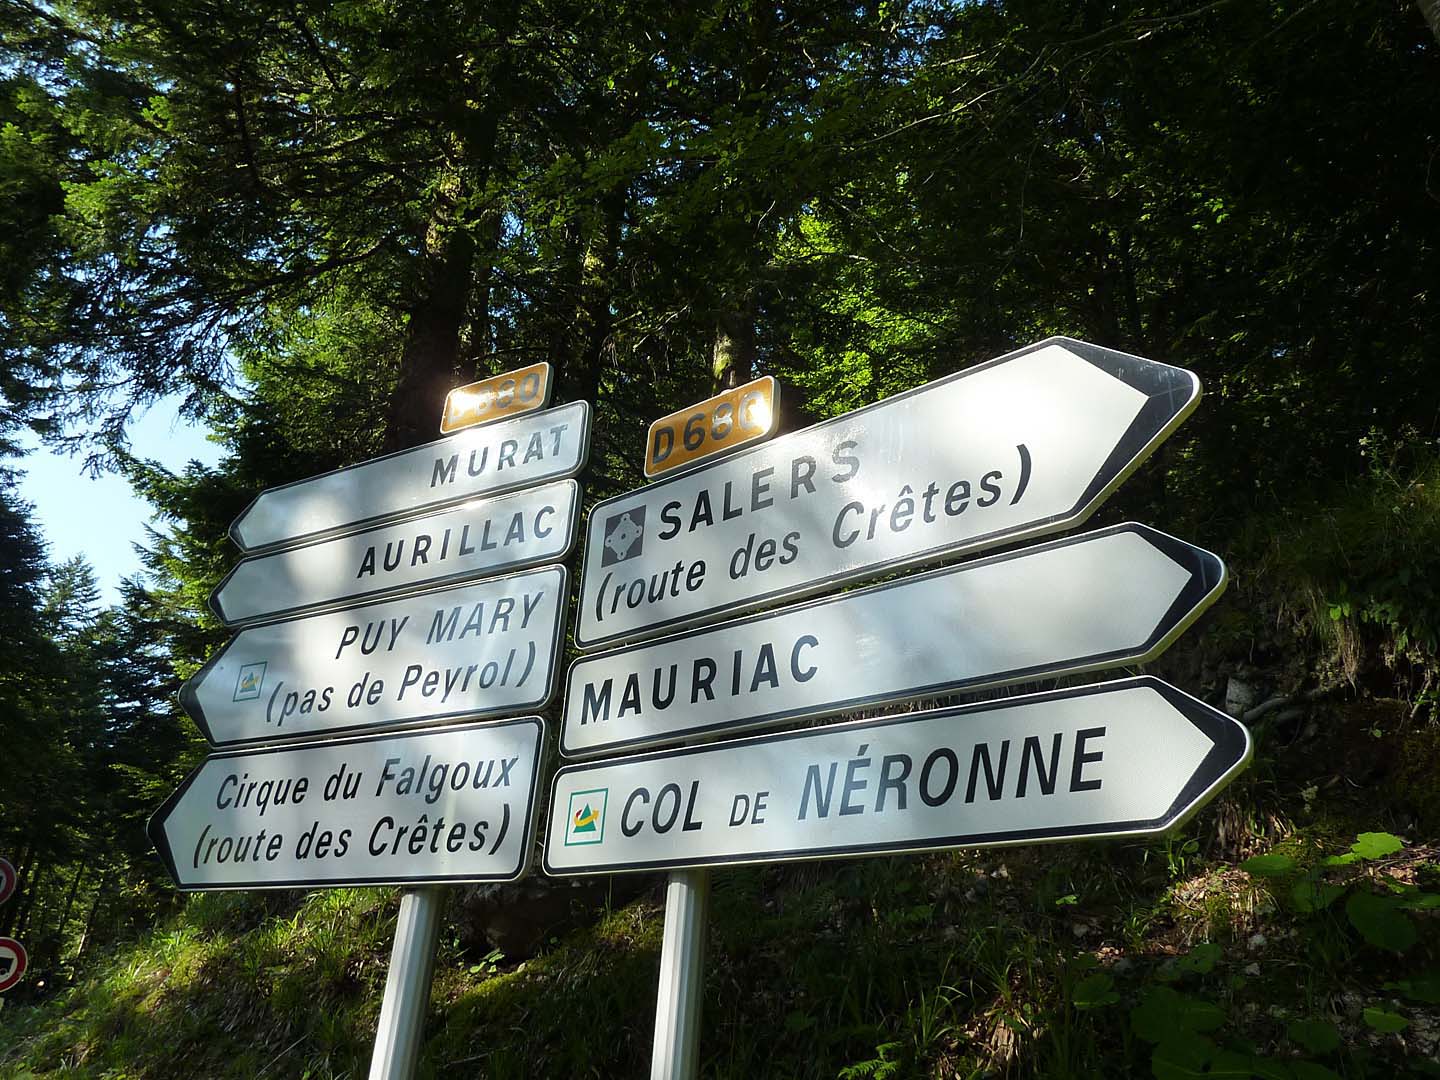 D680
MURAT
AURILLAC
PUY MARY
(pas de Peyrol)
Cirque du Falgoux
(route des Crêtes)
D680
SALERS
(route des Crêtes)
MAURIAC
COL DE NÉRONNE